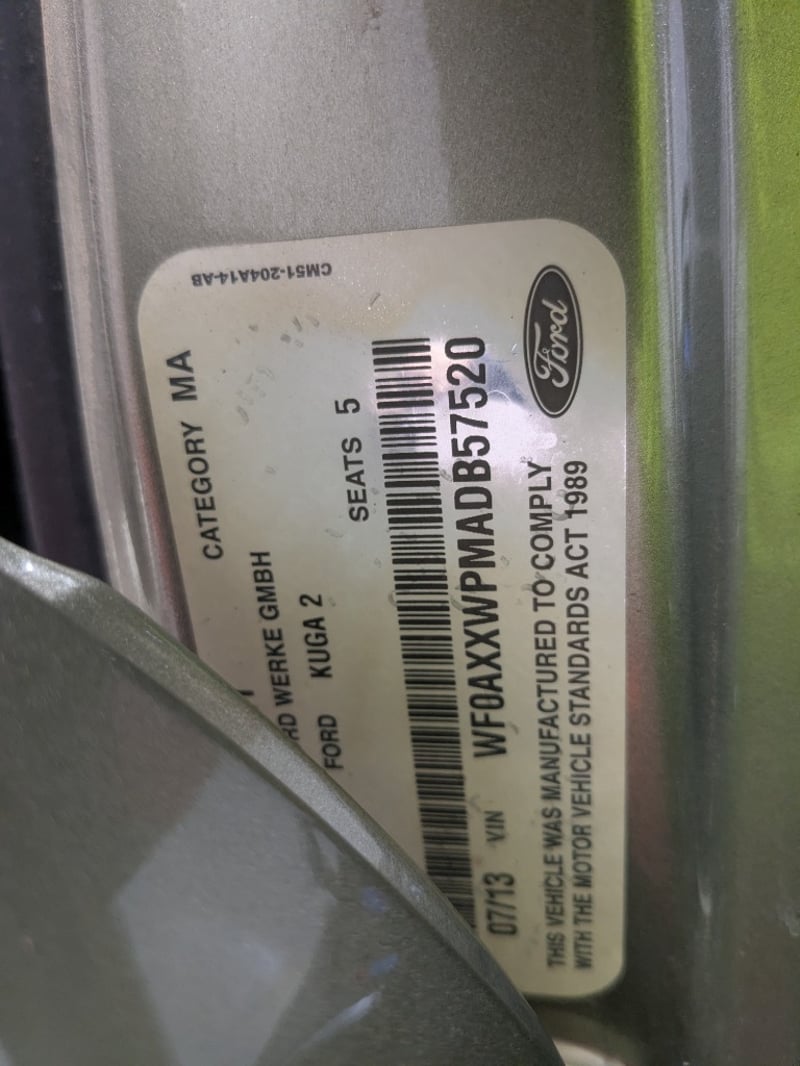 CM51-204A14-AB
CATEGORY MA
WERKE GMBH
FORD KUGA 2
SEATS 5
07/13 VIN WF0AXXWPMADB57520
THIS VEHICLE WAS MANUFACTURED TO COMPLY
WITH THE MOTOR VEHICLE STANDARDS ACT 1989
Ford